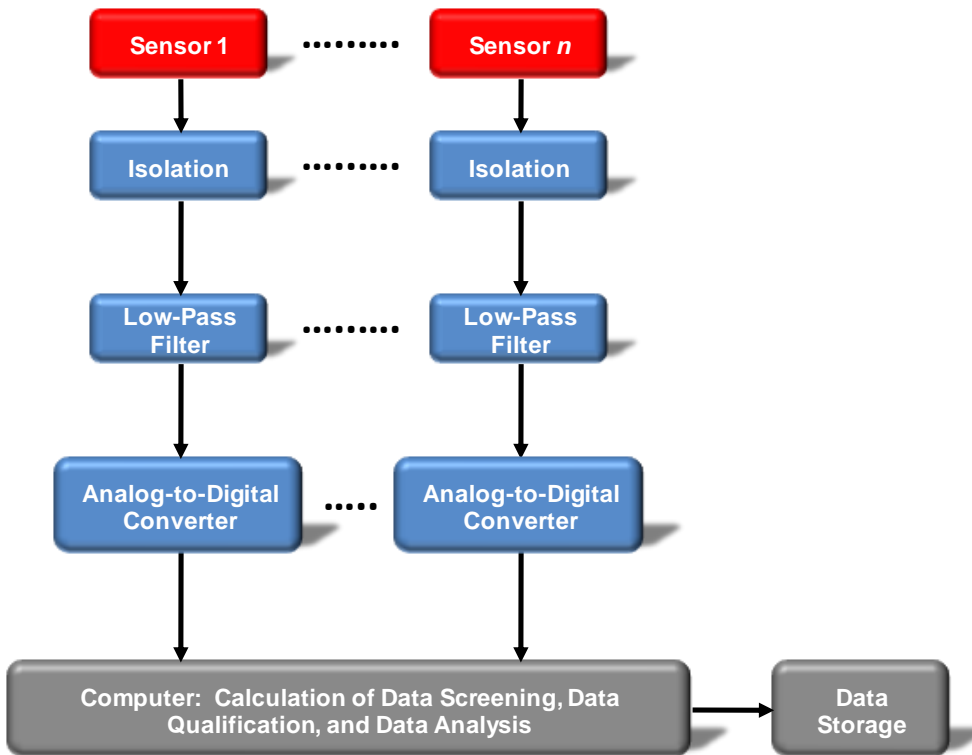 Sensor 1
Sensor n
Isolation
Isolation
Low-Pass
Filter
Low-Pass
Filter
Analog-to-Digital
Converter
Analog-to-Digital
Converter
Computer: Calculation of Data Screening, Data
Qualification, and Data Analysis
Data
Storage